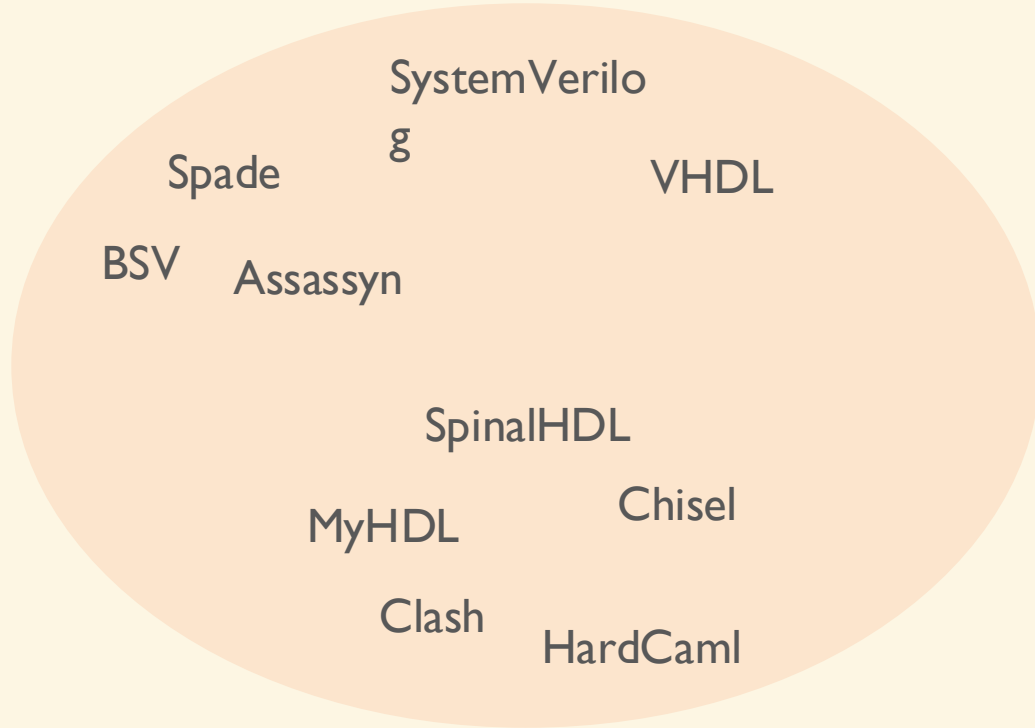 SystemVerilo
g
Spade
VHDL
BSV
Assassyn
SpinalHDL
Chisel
MyHDL
Clash
HardCaml